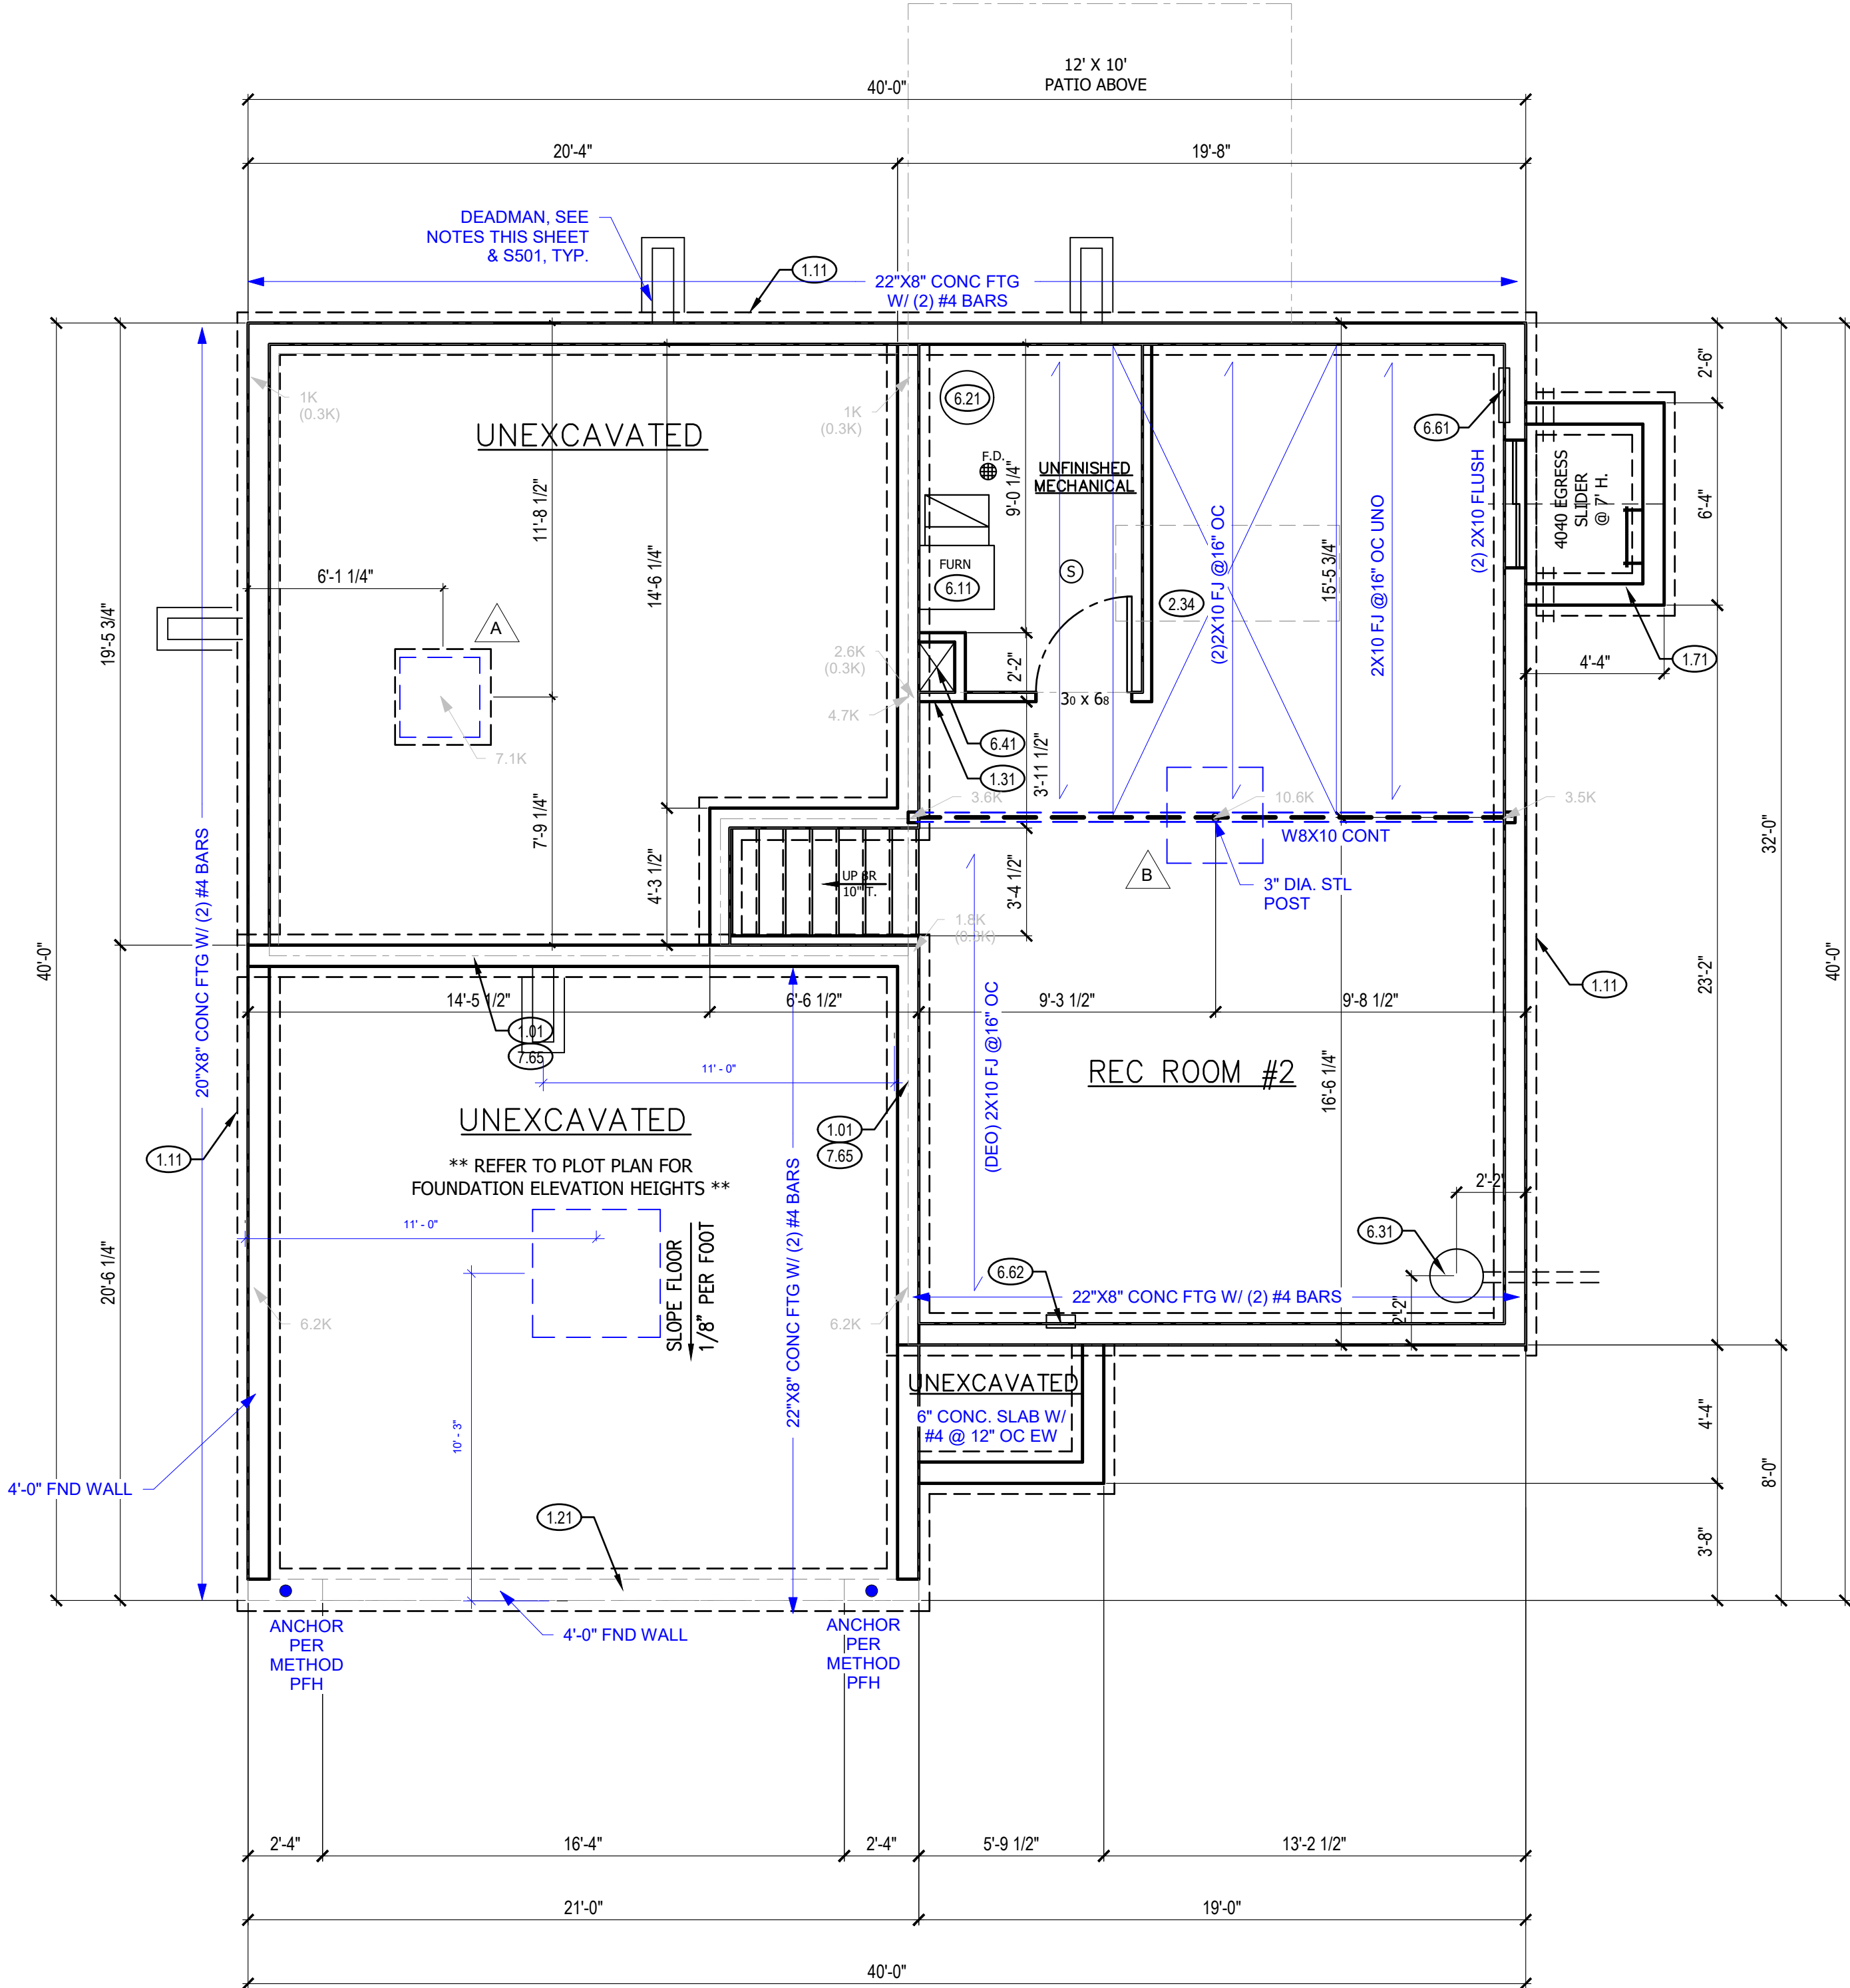 12' X 10'
PATIO ABOVE
40'-0"
20'-4"
19'-8"
DEADMAN, SEE
NOTES THIS SHEET
& S501, TYP.
1.11
22"X8" CONC FTG
W/ (2) #4 BARS
1K
(0.3K)
UNEXCAVATED
1K
(0.3K)
6.21
F.D.
UNFINISHED
MECHANICAL
6.61
2'-6"
(2) 2X10 FLUSH
4040 EGRESS
SLIDER
@ 7' H.
6'-4"
11'-8 1/2"
14'-6 1/4"
9'-0 1/4"
(2)2X10 FJ @16" OC
15'-5 3/4"
2X10 FJ @16" OC UNO
6'-1 1/4"
A
FURN
6.11
S
2.34
19'-5 3/4"
2.6K
(0.3K)
2'-2"
4'-4"
1.71
4.7K
30 x 68
7.1K
6.41
1.31
3'-11 1/2"
3.6K
10.6K
3.5K
W8X10 CONT
32'-0"
7'-9 1/4"
4'-3 1/2"
UP 8R
10" T.
3'-4 1/2"
B
3" DIA. STL
POST
20"X8" CONC FTG W/ (2) #4 BARS
1.8K
(0.3K)
40'-0"
40'-0"
23'-2"
1.11
14'-5 1/2"
6'-6 1/2"
9'-3 1/2"
9'-8 1/2"
1.01
7.65
11' - 0"
(DEO) 2X10 FJ @16" OC
REC ROOM #2
16'-6 1/4"
UNEXCAVATED
1.01
7.65
1.11
** REFER TO PLOT PLAN FOR
FOUNDATION ELEVATION HEIGHTS **
22"X8" CONC FTG W/ (2) #4 BARS
2'-2"
11' - 0"
SLOPE FLOOR
1/8" PER FOOT
6.31
6.62
20'-6 1/4"
22"X8" CONC FTG W/ (2) #4 BARS
2'-2"
6.2K
6.2K
UNEXCAVATED
6" CONC. SLAB W/
#4 @ 12" OC EW
4'-4"
10' - 3"
8'-0"
4'-0" FND WALL
1.21
3'-8"
ANCHOR
PER
METHOD
PFH
4'-0" FND WALL
ANCHOR
PER
METHOD
PFH
2'-4"
16'-4"
2'-4"
5'-9 1/2"
13'-2 1/2"
21'-0"
19'-0"
40'-0"